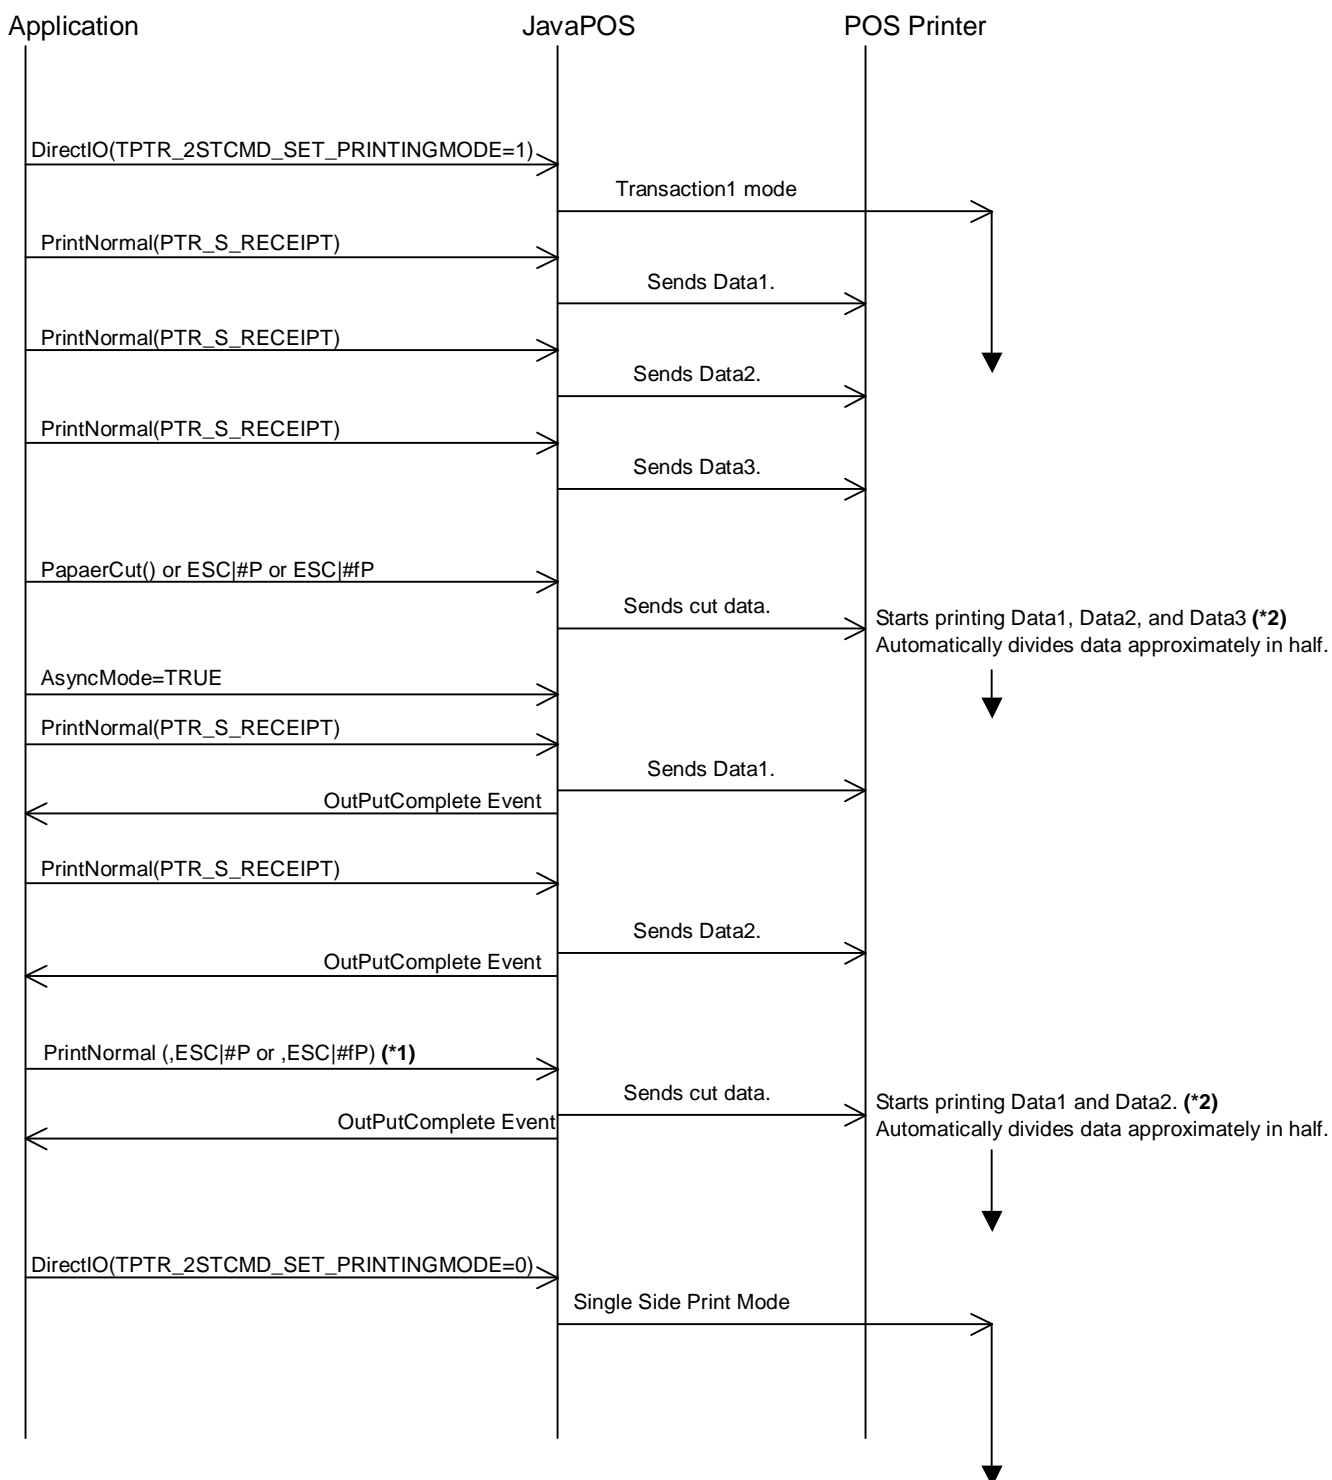 Application
JavaPOS
POS Printer
DirectIO(TPTR_2STCMD_SET_PRINTINGMODE=1)
Transaction1 mode
PrintNormal(PTR_S_RECEIPT)
Sends Data1.
PrintNormal(PTR_S_RECEIPT)
Sends Data2.
PrintNormal(PTR_S_RECEIPT)
Sends Data3.
PapaerCut() or ESC|#P or ESC|#fP
Sends cut data.
Starts printing Data1, Data2, and Data3 (*2)
Automatically divides data approximately in half.
AsyncMode=TRUE
PrintNormal(PTR_S_RECEIPT)
Sends Data1.
OutPutComplete Event
PrintNormal(PTR_S_RECEIPT)
Sends Data2.
OutPutComplete Event
PrintNormal (,ESC|#P or ,ESC|#fP) (*1)
Sends cut data.
Starts printing Data1 and Data2. (*2)
Automatically divides data approximately in half.
OutPutComplete Event
DirectIO(TPTR_2STCMD_SET_PRINTINGMODE=0)
Single Side Print Mode